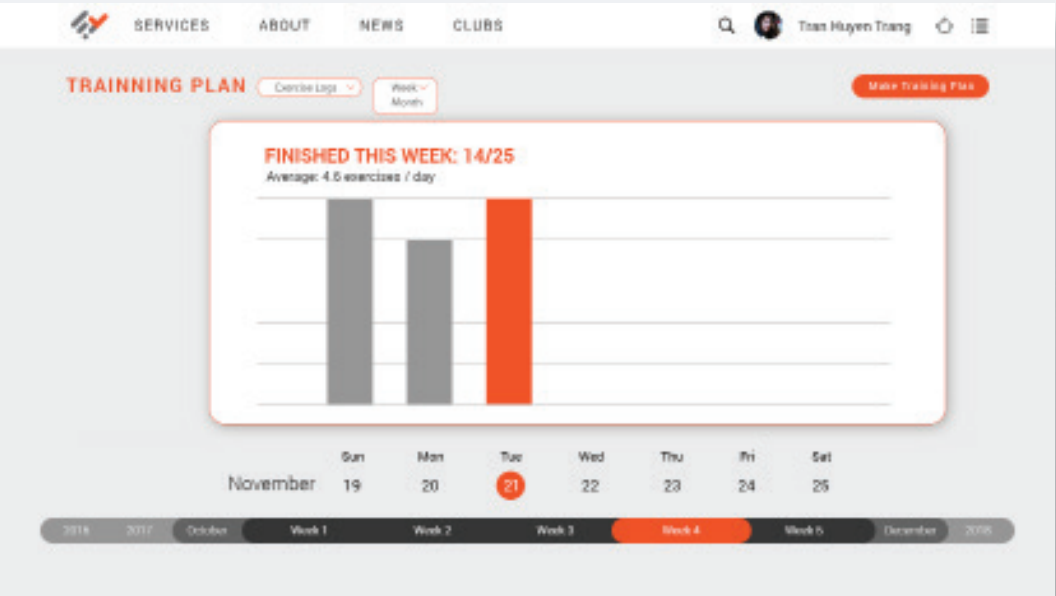 SERVICES ABOUT NEWS CLUBS Tran Huyen Trang
TRAINNING PLAN Exercise Logs Week Make Training Plan
Month
FINISHED THIS WEEK: 14/25
Average: 4.6 exercises / day
Sun Mon Tue Wed Thu Fri Sat
November 19 20 21 22 23 24 25
2016 2017 October Week 1 Week 2 Week 3 Week 4 Week 5 December 2018